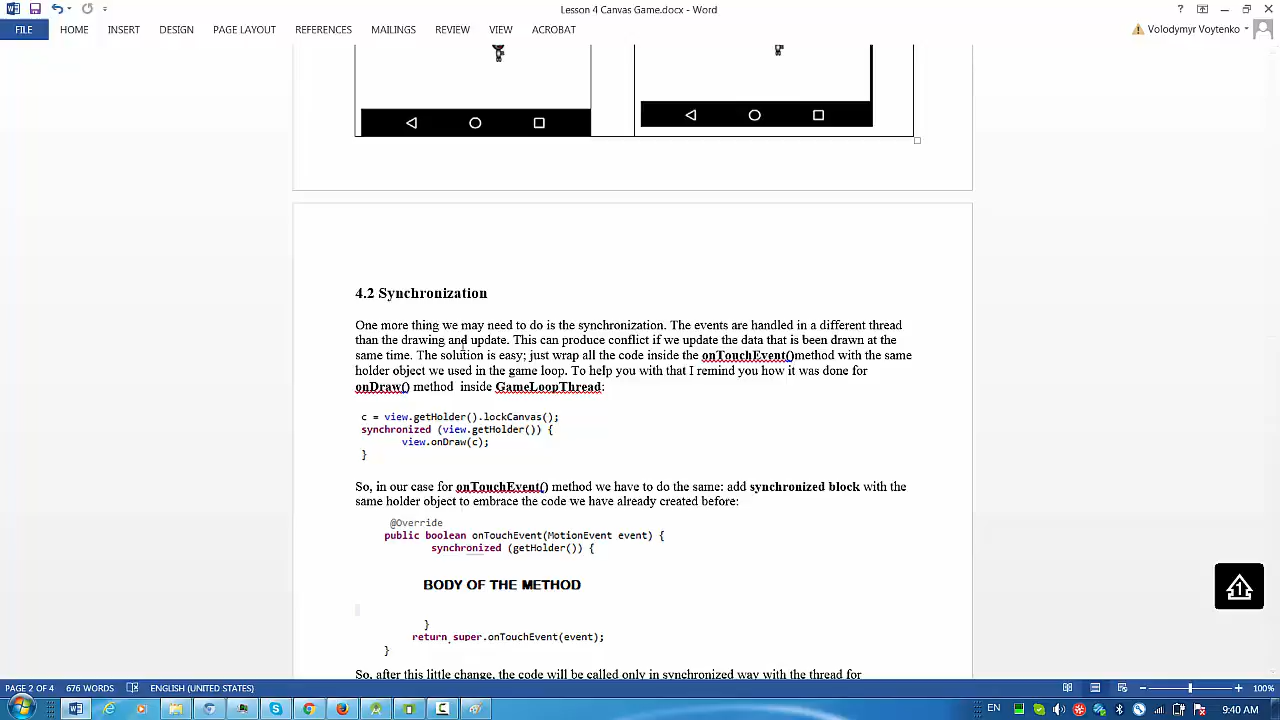 Lesson 4 Canvas Game.docx - Word
FILE HOME INSERT DESIGN PAGE LAYOUT REFERENCES MAILINGS REVIEW VIEW ACROBAT Volodymyr Voytenko
4.2 Synchronization
One more thing we may need to do is the synchronization. The events are handled in a different thread
than the drawing and update. This can produce conflict if we update the data that is been drawn at the
same time. The solution is easy; just wrap all the code inside the onTouchEvent()method with the same
holder object we used in the game loop. To help you with that I remind you how it was done for
onDraw() method  inside GameLoopThread:
c = view.getHolder().lockCanvas();
synchronized (view.getHolder()) {
view.onDraw(c);
}
So, in our case for onTouchEvent() method we have to do the same: add synchronized block with the
same holder object to embrace the code we have already created before:
@Override
public boolean onTouchEvent(MotionEvent event) {
synchronized (getHolder()) {
BODY OF THE METHOD
}
return super.onTouchEvent(event);
}
So, after this little change, the code will be called only in synchronized way with the thread for
PAGE 2 OF 4 676 WORDS ENGLISH (UNITED STATES) 100%
EN 9:40 AM